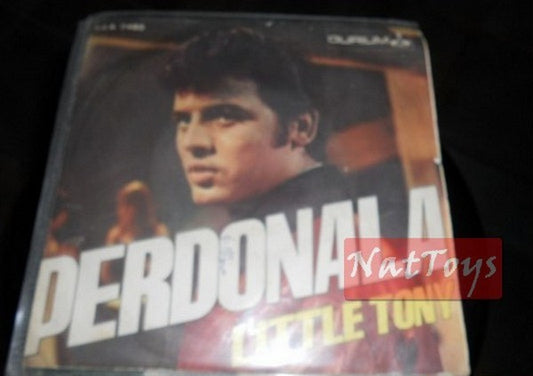 DURIUM
PERDONALA
LITTLE TONY
NatToys